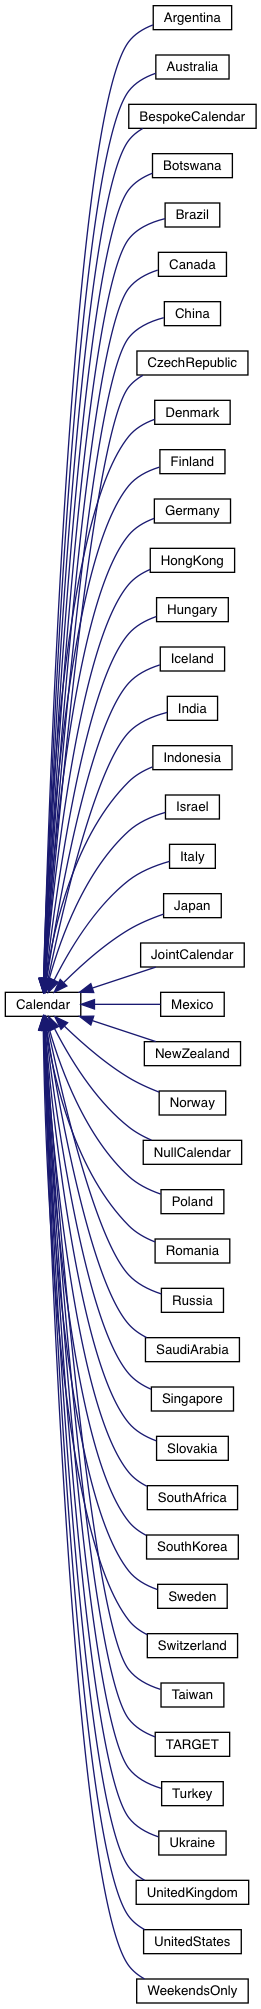 Argentina
Australia
BespokeCalendar
Botswana
Brazil
Canada
China
CzechRepublic
Denmark
Finland
Germany
HongKong
Hungary
Iceland
India
Indonesia
Israel
Italy
Japan
JointCalendar
Calendar
Mexico
NewZealand
Norway
NullCalendar
Poland
Romania
Russia
SaudiArabia
Singapore
Slovakia
SouthAfrica
SouthKorea
Sweden
Switzerland
Taiwan
TARGET
Turkey
Ukraine
UnitedKingdom
UnitedStates
WeekendsOnly